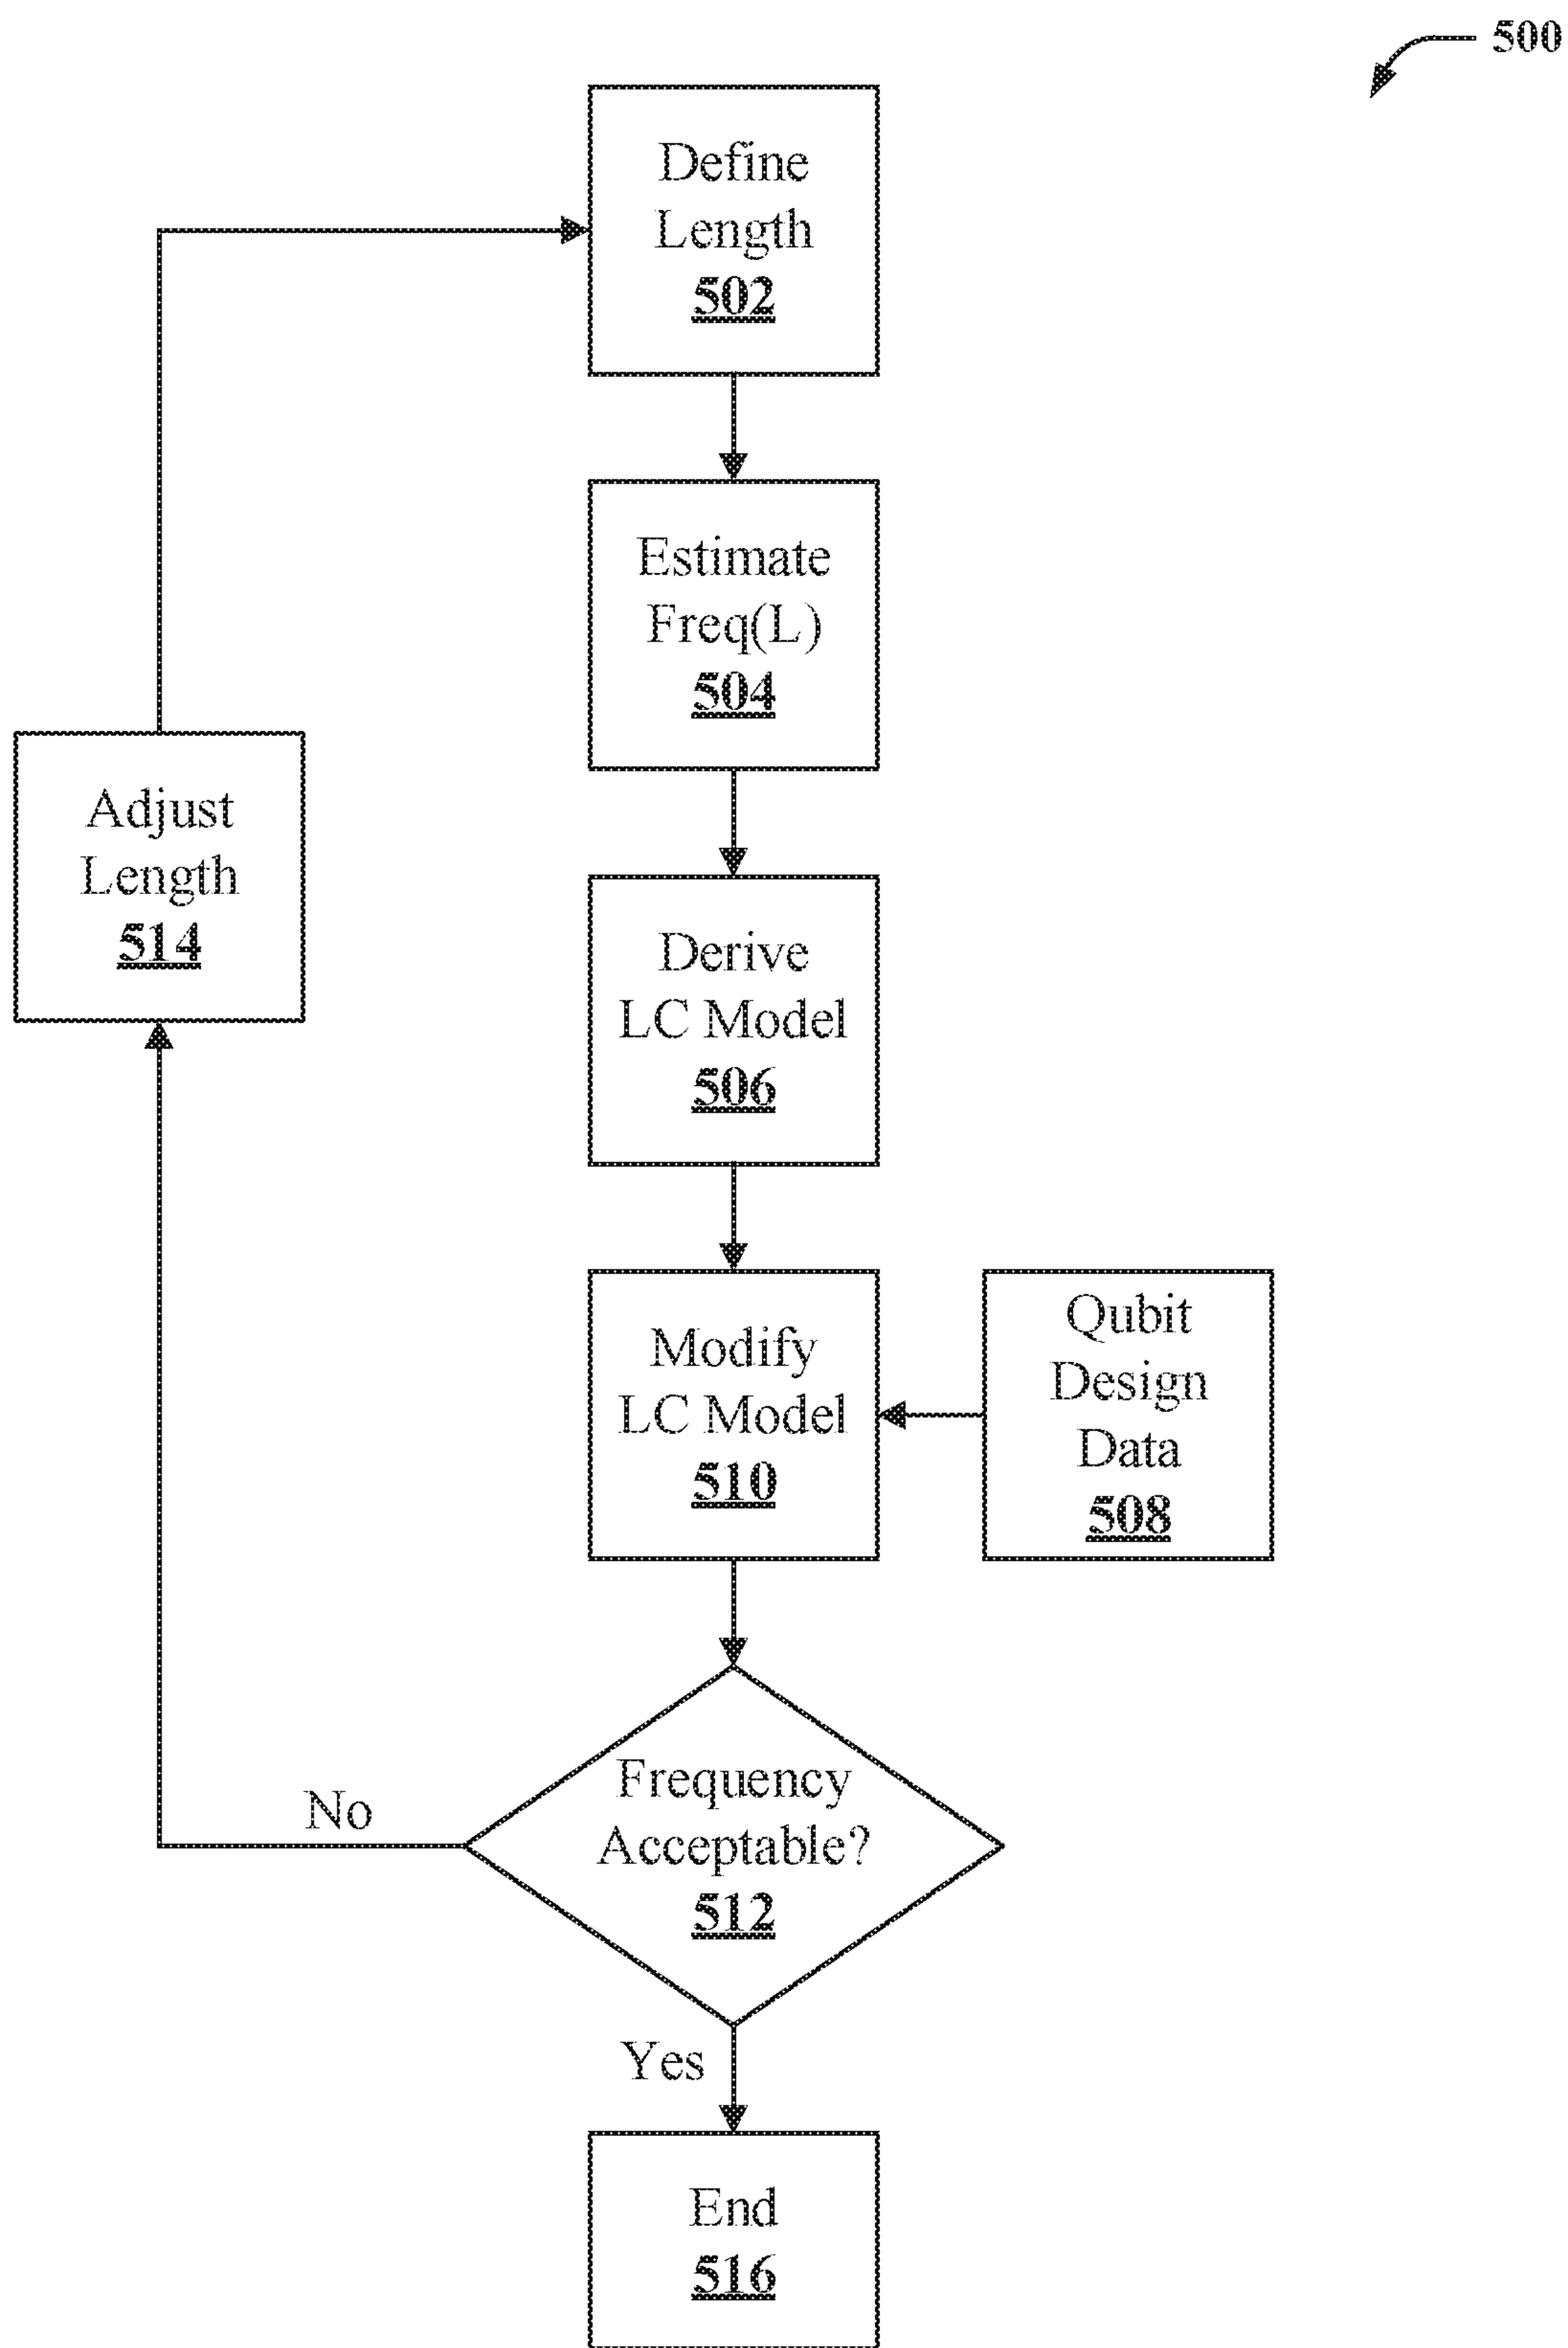 500
Define
Length
502
Estimate
Freq(L)
504
Adjust
Length
514
Derive
LC Model
506
Modify
LC Model
510
Qubit
Design
Data
508
Frequency
Acceptable?
512
No
Yes
End
516